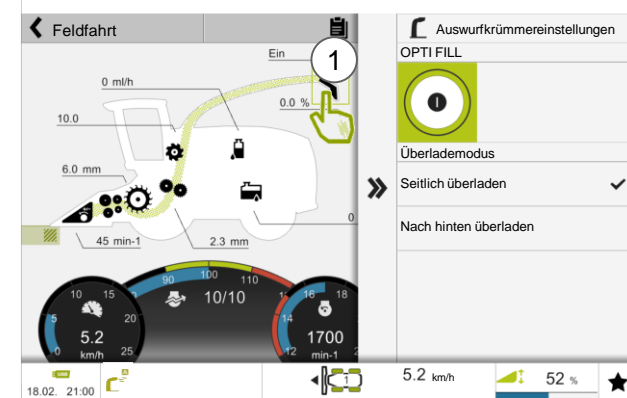 Feldfahrt
Ein
1
0 ml/h
0.0 %
10.0
6.0 mm
0
45 min-1
2.3 mm
90 100 110
10/10
5 10 15 20 25 0
5.2
km/h
12 14 16 18
1700
min-1
Auswurfkrümmereinstellungen
OPTI FILL
Überlademodus
Seitlich überladen
Nach hinten überladen
18.02. 21:00
A
1
5.2 km/h
52 %